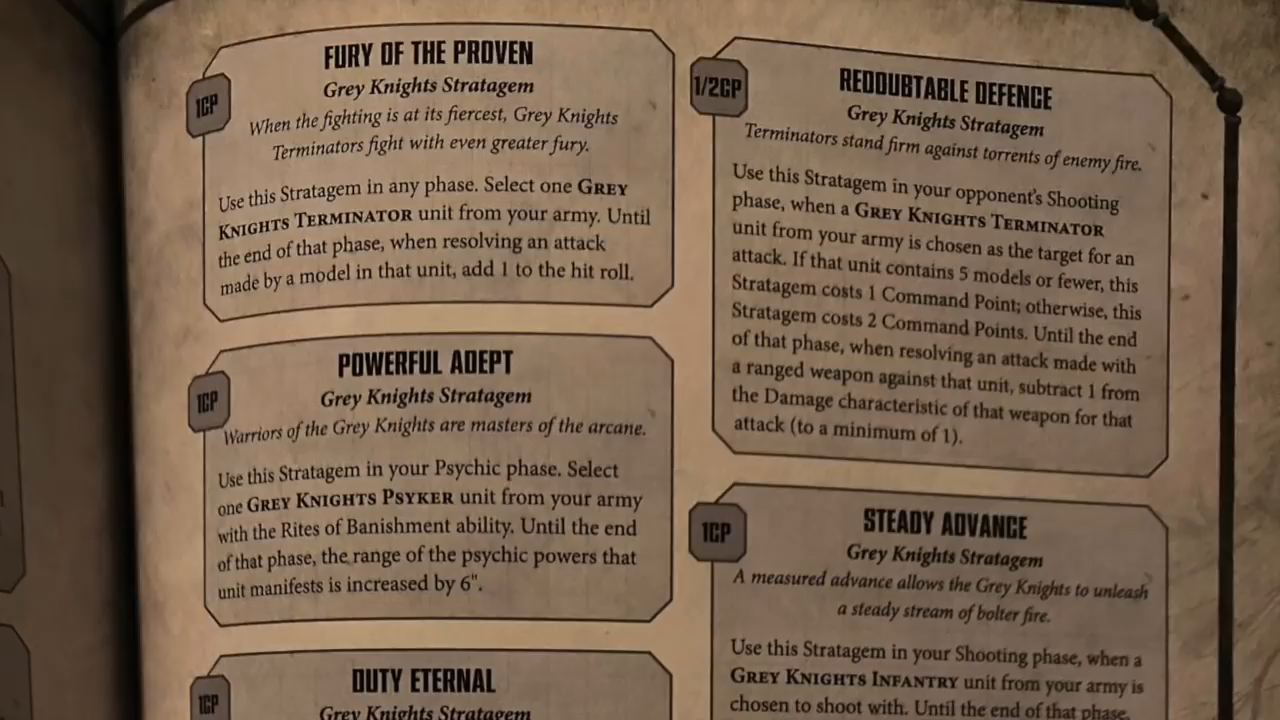 FURY OF THE PROVEN
1CP
Grey Knights Stratagem
When the fighting is at its fiercest, Grey Knights
Terminators fight with even greater fury.
Use this Stratagem in any phase. Select one GREY
KNIGHTS TERMINATOR unit from your army. Until
the end of that phase, when resolving an attack
made by a model in that unit, add 1 to the hit roll.
POWERFUL ADEPT
1CP
Grey Knights Stratagem
Warriors of the Grey Knights are masters of the arcane.
Use this Stratagem in your Psychic phase. Select
one GREY KNIGHTS PSYKER unit from your army
with the Rites of Banishment ability. Until the end
of that phase, the range of the psychic powers that
unit manifests is increased by 6".
DUTY ETERNAL
1CP
Grey Knights Stratagem
1/2CP
REDOUBTABLE DEFENCE
Grey Knights Stratagem
Terminators stand firm against torrents of enemy fire.
Use this Stratagem in your opponent's Shooting
phase, when a GREY KNIGHTS TERMINATOR
unit from your army is chosen as the target for an
attack. If that unit contains 5 models or fewer, this
Stratagem costs 1 Command Point; otherwise, this
Stratagem costs 2 Command Points. Until the end
of that phase, when resolving an attack made with
a ranged weapon against that unit, subtract 1 from
the Damage characteristic of that weapon for that
attack (to a minimum of 1).
1CP
STEADY ADVANCE
Grey Knights Stratagem
A measured advance allows the Grey Knights to unleash
a steady stream of bolter fire.
Use this Stratagem in your Shooting phase, when a
GREY KNIGHTS INFANTRY unit from your army is
chosen to shoot with. Until the end of that phase,